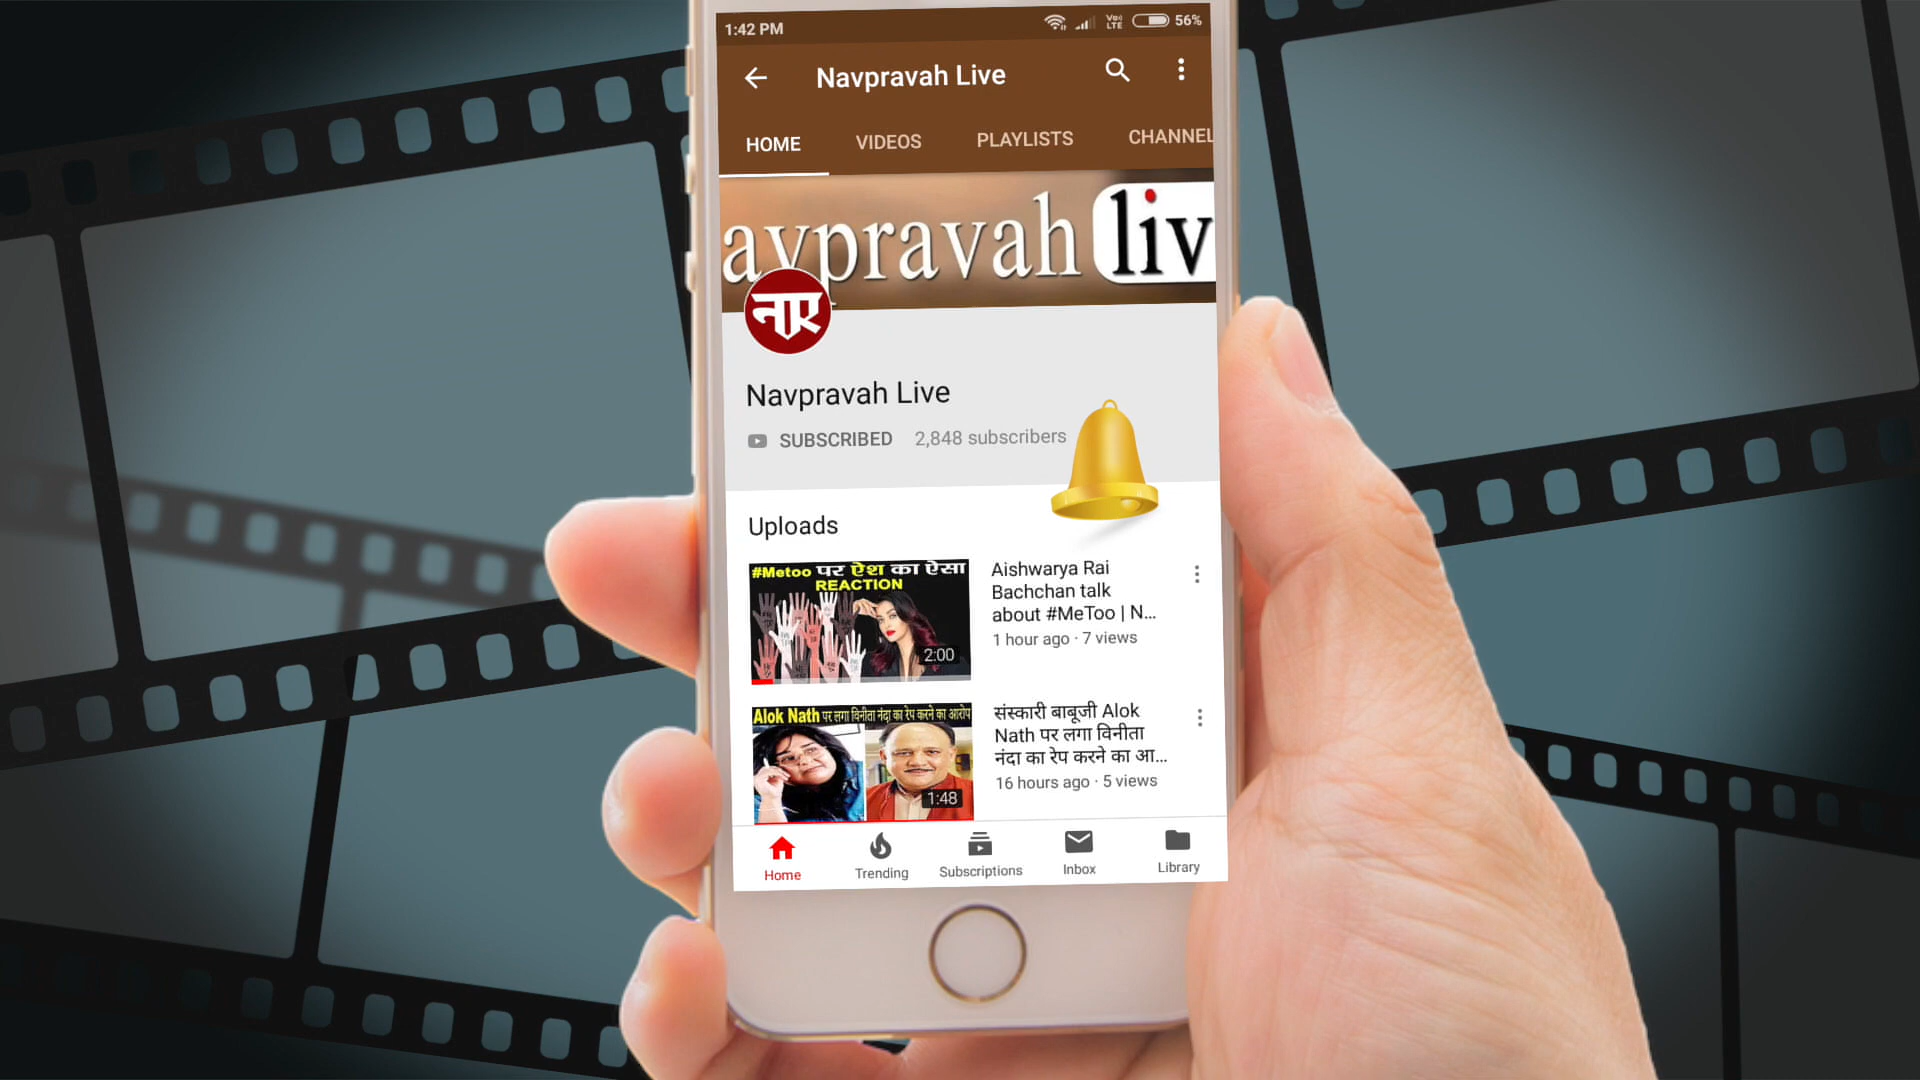 1:42 PM
Vo))
LTE
56%
Navpravah Live
HOME VIDEOS PLAYLISTS CHANNEL
avpravah liv
नाए
Navpravah Live
SUBSCRIBED 2,848 subscribers
Uploads
#Metoo पर ऐश का ऐसा
REACTION
2:00
Aishwarya Rai
Bachchan talk
about #MeToo | N...
1 hour ago · 7 views
Alok Nath पर लगा विनीता नंदा का रेप करने का आरोप
1:48
संस्कारी बाबूजी Alok
Nath पर लगा विनीता
नंदा का रेप करने का आ...
16 hours ago · 5 views
Home Trending Subscriptions Inbox Library